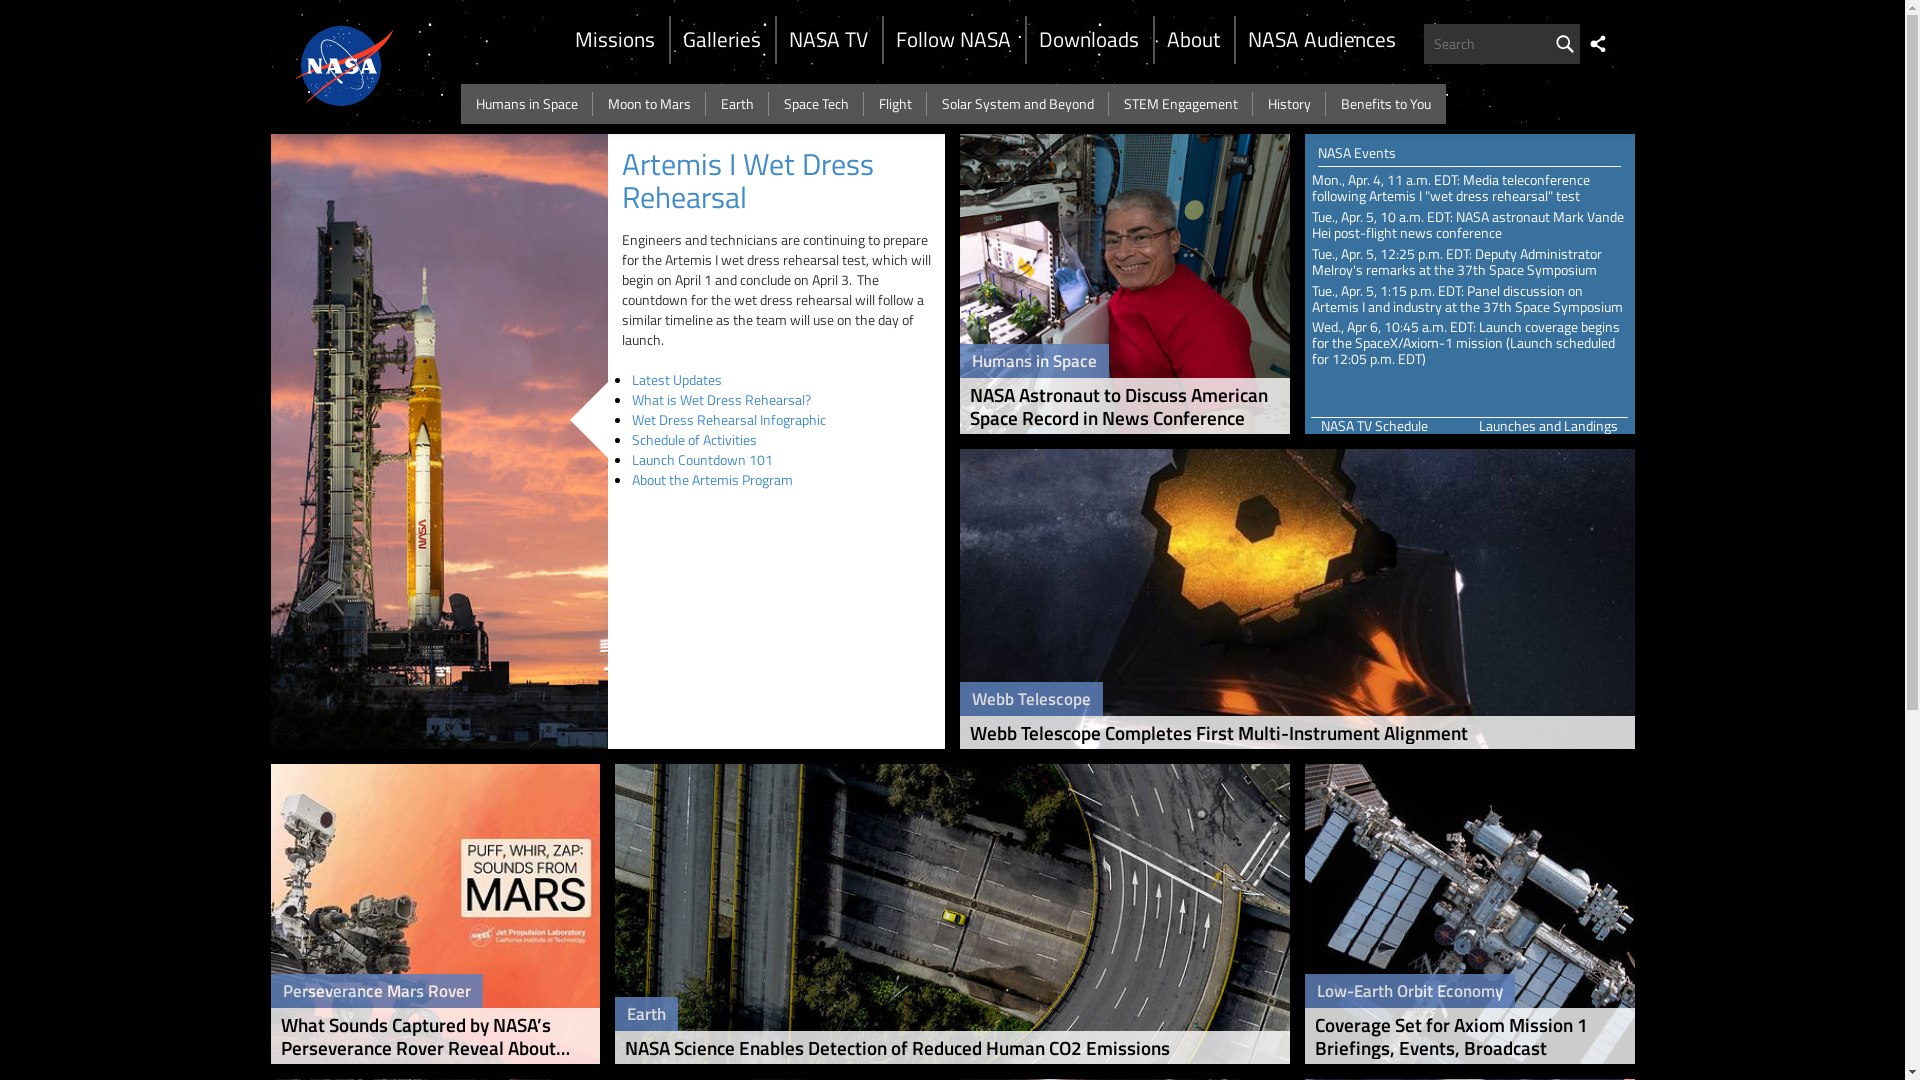 NASA
Missions
Galleries
NASA TV
Follow NASA
Downloads
About
NASA Audiences
Search
Humans in Space
Moon to Mars
Earth
Space Tech
Flight
Solar System and Beyond
STEM Engagement
History
Benefits to You
Artemis I Wet Dress
Rehearsal
Engineers and technicians are continuing to prepare
for the Artemis I wet dress rehearsal test, which will
begin on April 1 and conclude on April 3. The
countdown for the wet dress rehearsal will follow a
similar timeline as the team will use on the day of
launch.
Latest Updates
What is Wet Dress Rehearsal?
Wet Dress Rehearsal Infographic
Schedule of Activities
Launch Countdown 101
About the Artemis Program
Humans in Space
NASA Astronaut to Discuss American
Space Record in News Conference
NASA Events
Mon., Apr. 4, 11 a.m. EDT: Media teleconference
following Artemis I "wet dress rehearsal" test
Tue., Apr. 5, 10 a.m. EDT: NASA astronaut Mark Vande
Hei post-flight news conference
Tue., Apr. 5, 12:25 p.m. EDT: Deputy Administrator
Melroy's remarks at the 37th Space Symposium
Tue., Apr. 5, 1:15 p.m. EDT: Panel discussion on
Artemis I and industry at the 37th Space Symposium
Wed., Apr 6, 10:45 a.m. EDT: Launch coverage begins
for the SpaceX/Axiom-1 mission (Launch scheduled
for 12:05 p.m. EDT)
NASA TV Schedule
Launches and Landings
Webb Telescope
Webb Telescope Completes First Multi-Instrument Alignment
PUFF, WHIR, ZAP:
SOUNDS FROM
MARS
NASA
Jet Propulsion Laboratory
California Institute of Technology
Perseverance Mars Rover
What Sounds Captured by NASA’s
Perseverance Rover Reveal About...
Earth
NASA Science Enables Detection of Reduced Human CO2 Emissions
Low-Earth Orbit Economy
Coverage Set for Axiom Mission 1
Briefings, Events, Broadcast